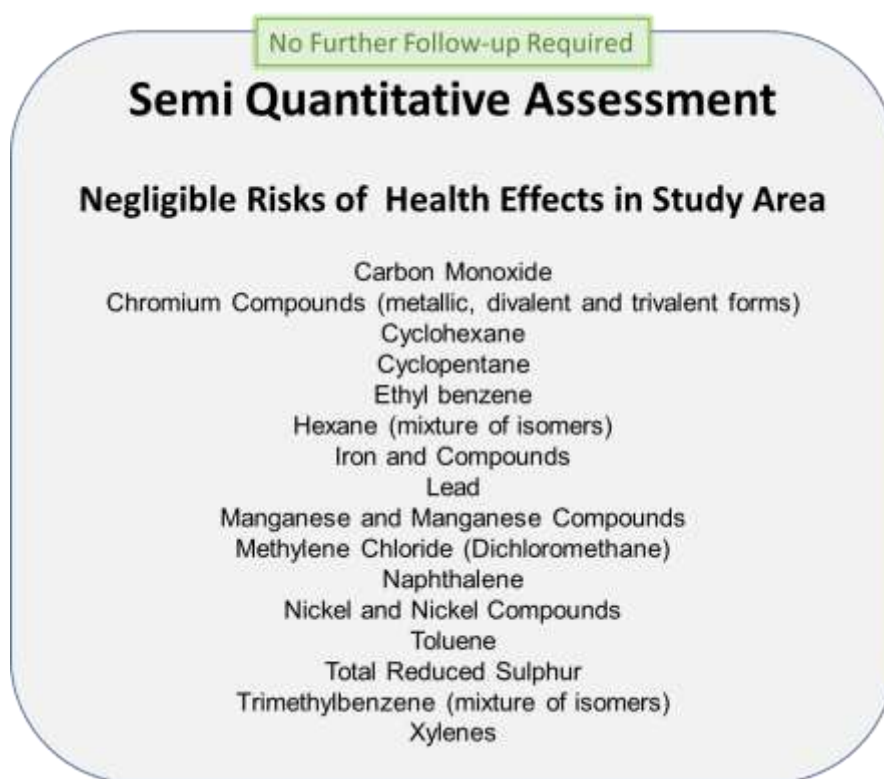 No Further Follow-up Required
Semi Quantitative Assessment
Negligible Risks of Health Effects in Study Area
Carbon Monoxide
Chromium Compounds (metallic, divalent and trivalent forms)
Cyclohexane
Cyclopentane
Ethyl benzene
Hexane (mixture of isomers)
Iron and Compounds
Lead
Manganese and Manganese Compounds
Methylene Chloride (Dichloromethane)
Naphthalene
Nickel and Nickel Compounds
Toluene
Total Reduced Sulphur
Trimethylbenzene (mixture of isomers)
Xylenes